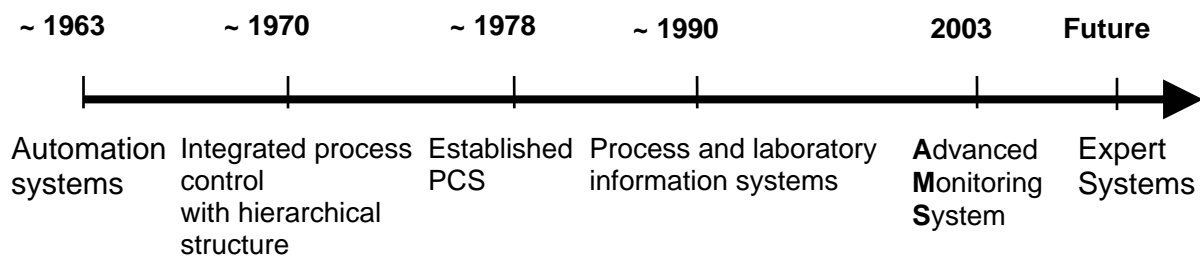 ~ 1963 ~ 1970 ~ 1978 ~ 1990 2003 Future
Automation
systems
Integrated process
control
with hierarchical
structure
Established
PCS
Process and laboratory
information systems
Advanced
Monitoring
System
Expert
Systems